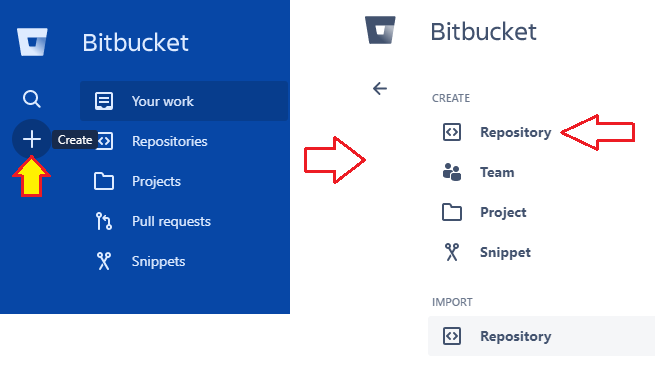 Bitbucket
Your work
Create
Repositories
Projects
Pull requests
Snippets
Bitbucket
CREATE
Repository
Team
Project
Snippet
IMPORT
Repository